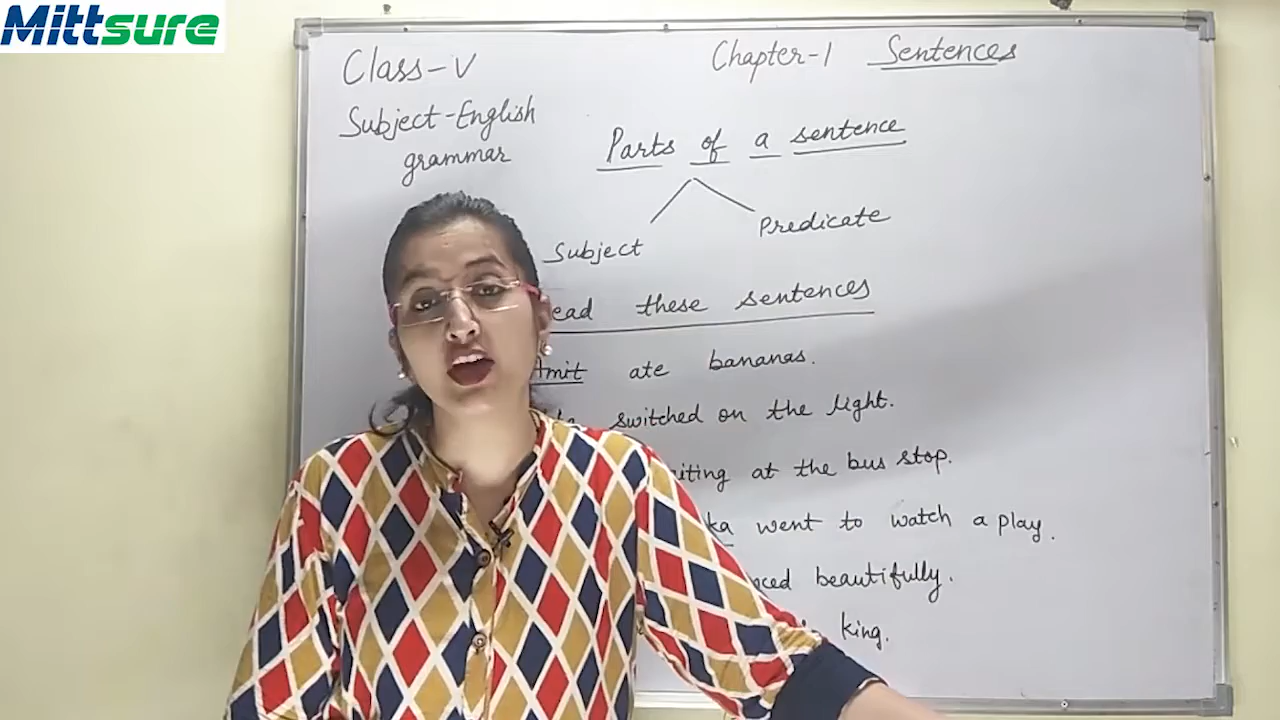 Mittsure
Class-V
Chapter-1 Sentences
Subject-English
grammar
Parts of a sentence
Subject
Predicate
these sentences
ate bananas.
switched on the light.
at the bus stop.
went to watch a play.
beautifully.
king.